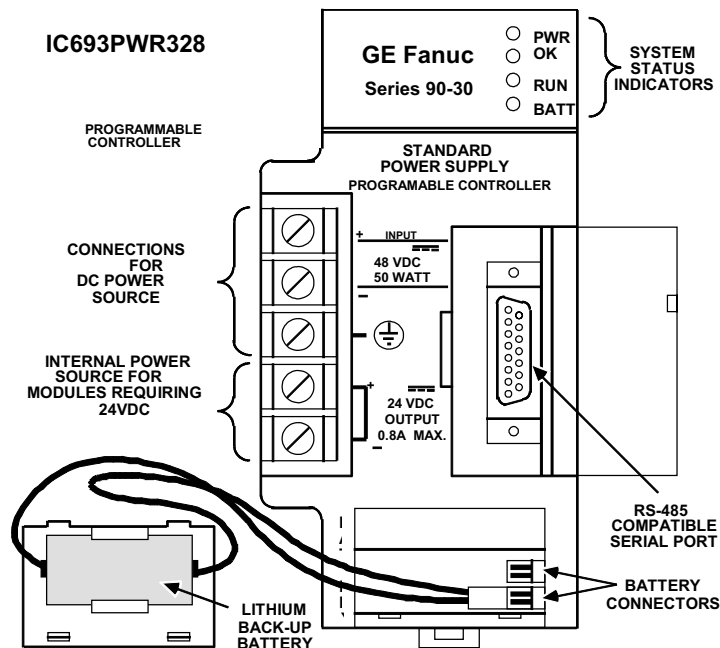 IC693PWR328
PROGRAMMABLE
CONTROLLER
GE Fanuc
Series 90-30
PWR
OK
RUN
BATT
SYSTEM
STATUS
INDICATORS
STANDARD
POWER SUPPLY
PROGRAMABLE CONTROLLER
CONNECTIONS
FOR
DC POWER
SOURCE
+ INPUT
48 VDC
50 WATT
−
INTERNAL POWER
SOURCE FOR
MODULES REQUIRING
24VDC
+
24 VDC
OUTPUT
0.8A MAX.
−
RS-485
COMPATIBLE
SERIAL PORT
BATTERY
CONNECTORS
LITHIUM
BACK-UP
BATTERY